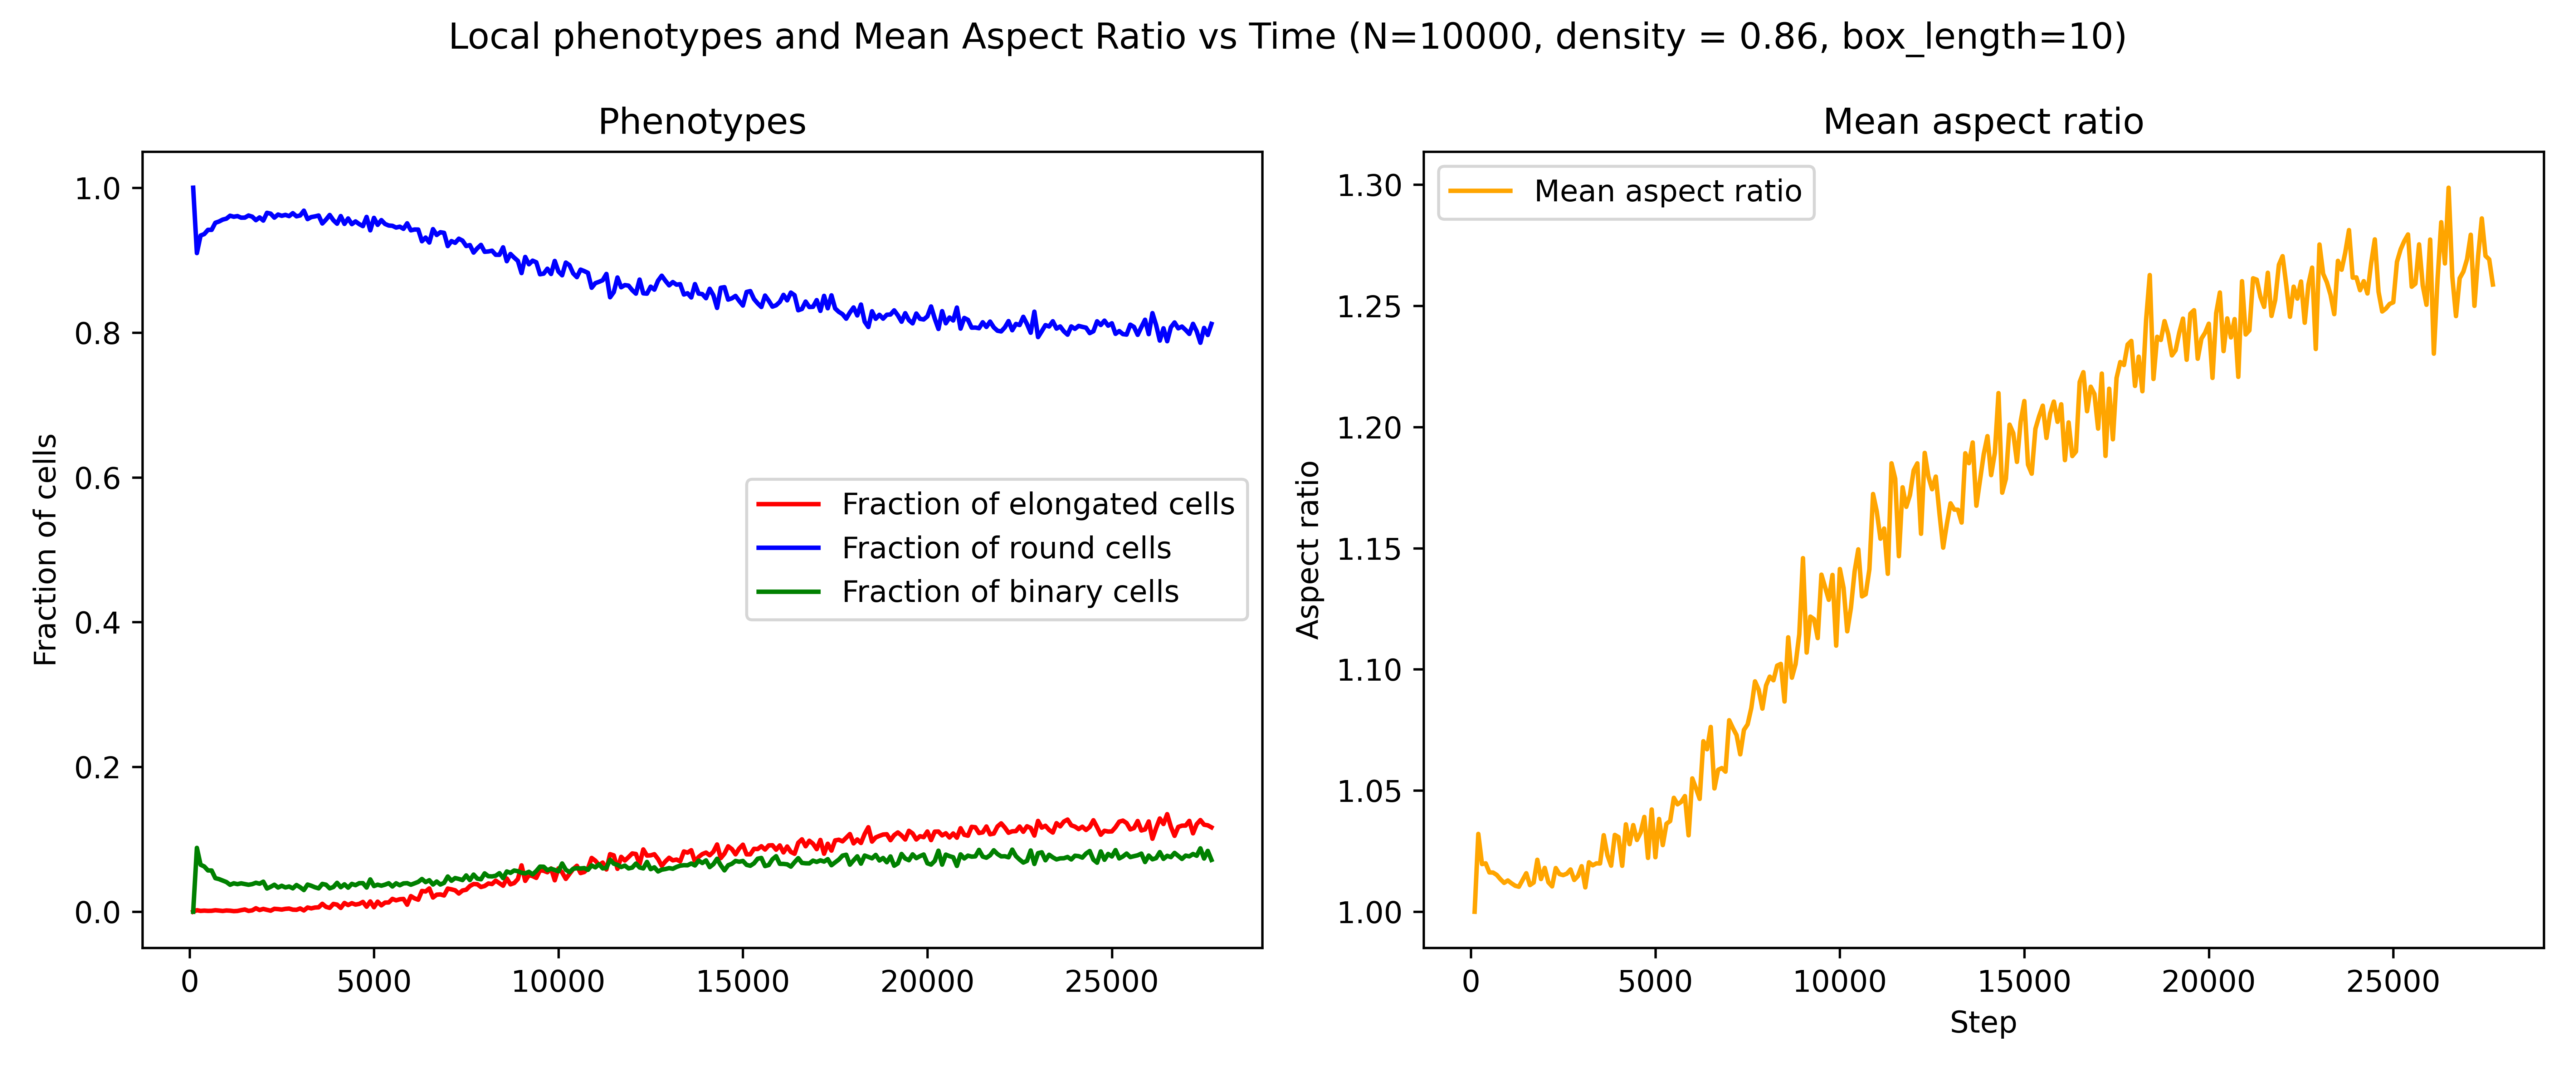 Local phenotypes and Mean Aspect Ratio vs Time (N=10000, density = 0.86, box_length=10)
Phenotypes
1.0
0.8
0.6
0.4
0.2
0.0
Fraction of cells
Fraction of elongated cells
Fraction of round cells
Fraction of binary cells
0 5000 10000 15000 20000 25000
Mean aspect ratio
Mean aspect ratio
1.30
1.25
1.20
1.15
1.10
1.05
1.00
Aspect ratio
0 5000 10000 15000 20000 25000
Step